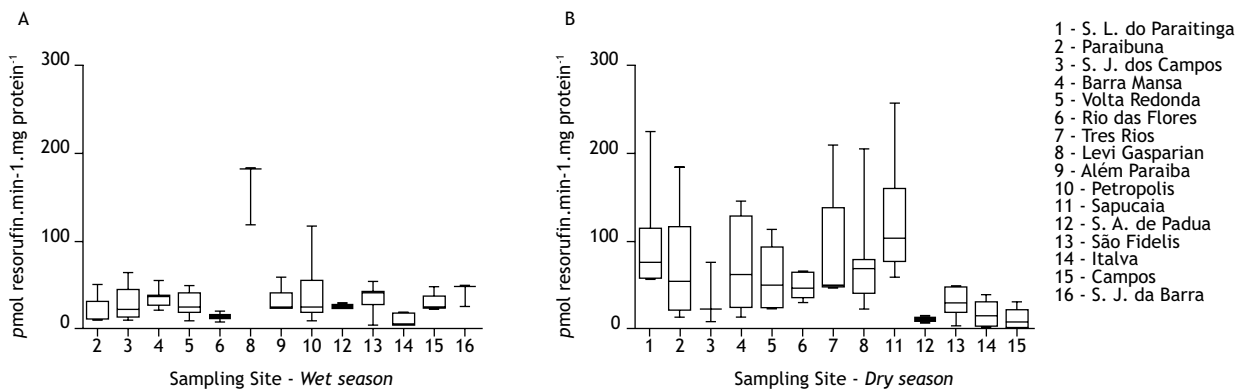 A
pmol resorufin.min-1.mg protein-1
300
200
100
0
2 3 4 5 6 8 9 10 12 13 14 15 16
Sampling Site - Wet season
B
pmol resorufin.min-1.mg protein-1
300
200
100
0
1 2 3 4 5 6 7 8 11 12 13 14 15
Sampling Site - Dry season
1 - S. L. do Paraitinga
2 - Paraibuna
3 - S. J. dos Campos
4 - Barra Mansa
5 - Volta Redonda
6 - Rio das Flores
7 - Tres Rios
8 - Levi Gasparian
9 - Além Paraiba
10 - Petropolis
11 - Sapucaia
12 - S. A. de Padua
13 - São Fidelis
14 - Italva
15 - Campos
16 - S. J. da Barra